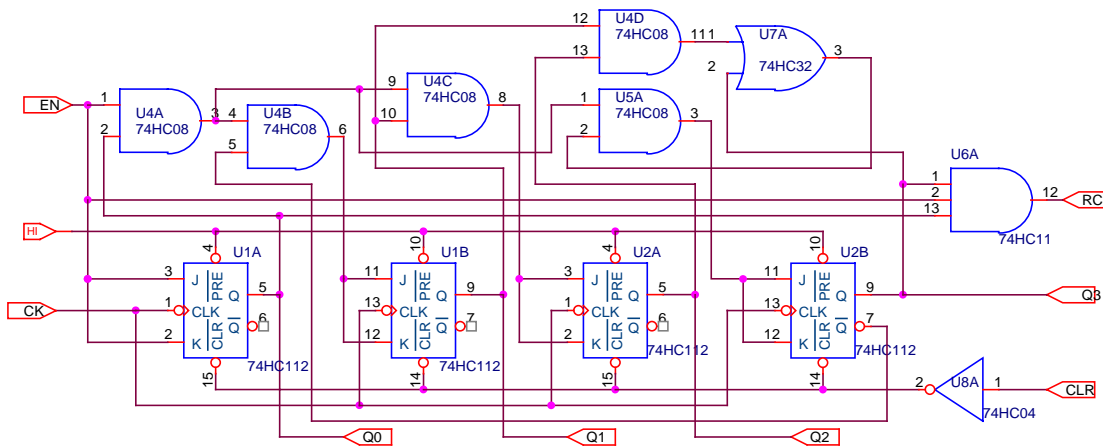 12 U4D 74HC08 13 1111 U7A 2 74HC32 3
9 U4C 74HC08 10 8
1 U5A 74HC08 2 3
EN 1 U4A 74HC08 2 3 4 U4B 74HC08 5 6
U6A 1 2 13 12 74HC11 RC
HI
4 U1A 3 J PRE Q 5 1 CLK 2 K CLR Q 6 74HC112 15
10 U1B 11 J PRE Q 9 13 CLK 12 K CLR Q 7 74HC112 14
4 U2A 3 J PRE Q 5 1 CLK 2 K CLR Q 6 74HC112 15
10 U2B 11 J PRE Q 9 13 CLK 12 K CLR Q 7 74HC112 14
CK
Q3
2 U8A 1 74HC04 CLR
Q0 Q1 Q2